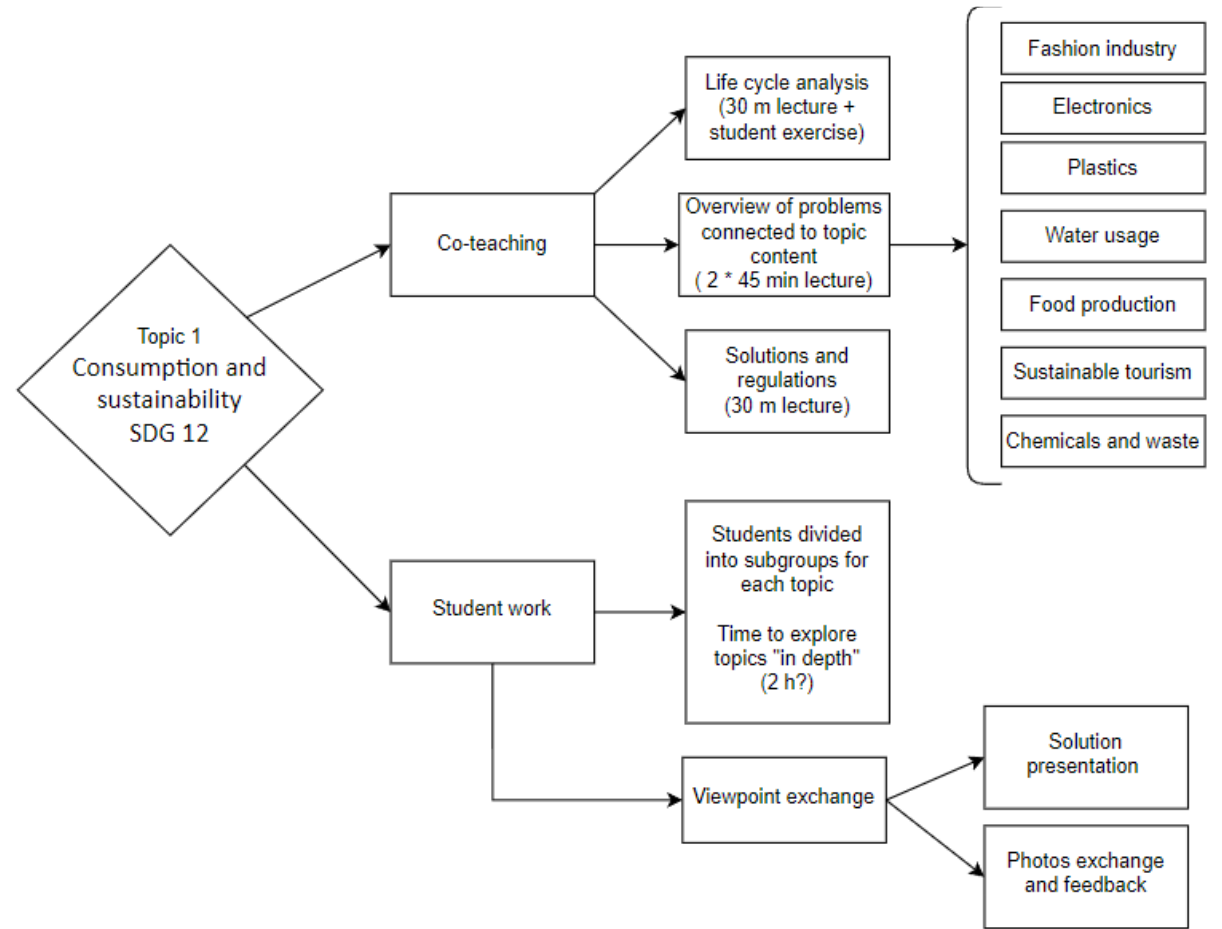 Topic 1
Consumption and
sustainability
SDG 12
Co-teaching
Life cycle analysis
(30 m lecture +
student exercise)
Overview of problems
connected to topic
content
( 2 * 45 min lecture)
Solutions and
regulations
(30 m lecture)
Fashion industry
Electronics
Plastics
Water usage
Food production
Sustainable tourism
Chemicals and waste
Student work
Students divided
into subgroups for
each topic
Time to explore
topics "in depth"
(2 h?)
Viewpoint exchange
Solution
presentation
Photos exchange
and feedback